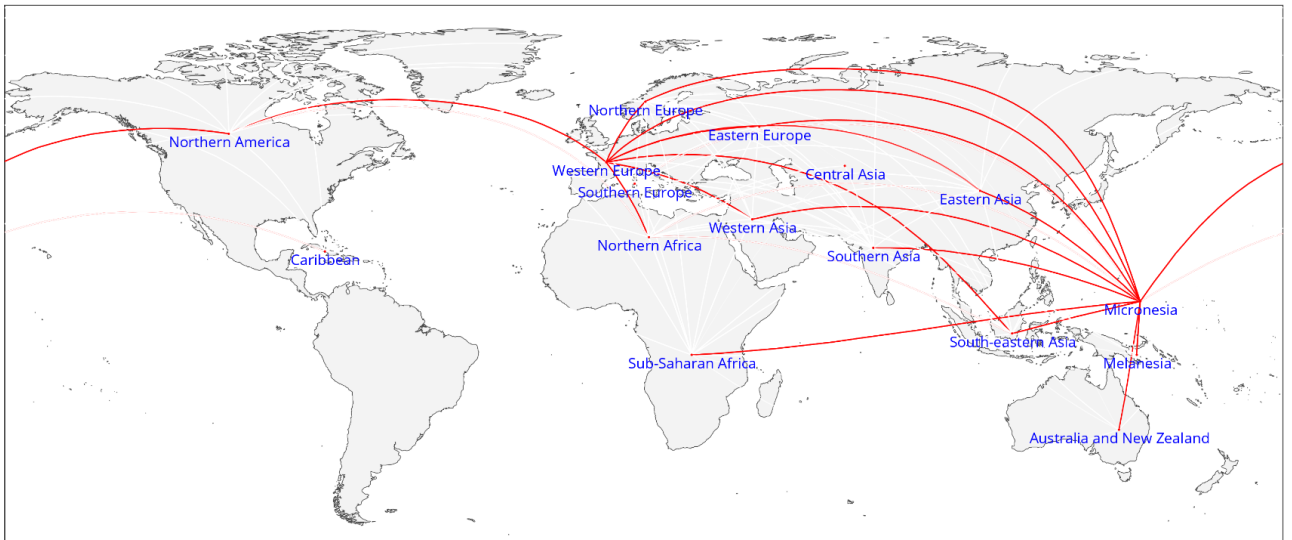 Northern Europe
Eastern Europe
Northern America
Western Europe
Central Asia
Southern Europe
Eastern Asia
Western Asia
Northern Africa
Southern Asia
Caribbean
Micronesia
South-eastern Asia
Sub-Saharan Africa
Melanesia
Australia and New Zealand